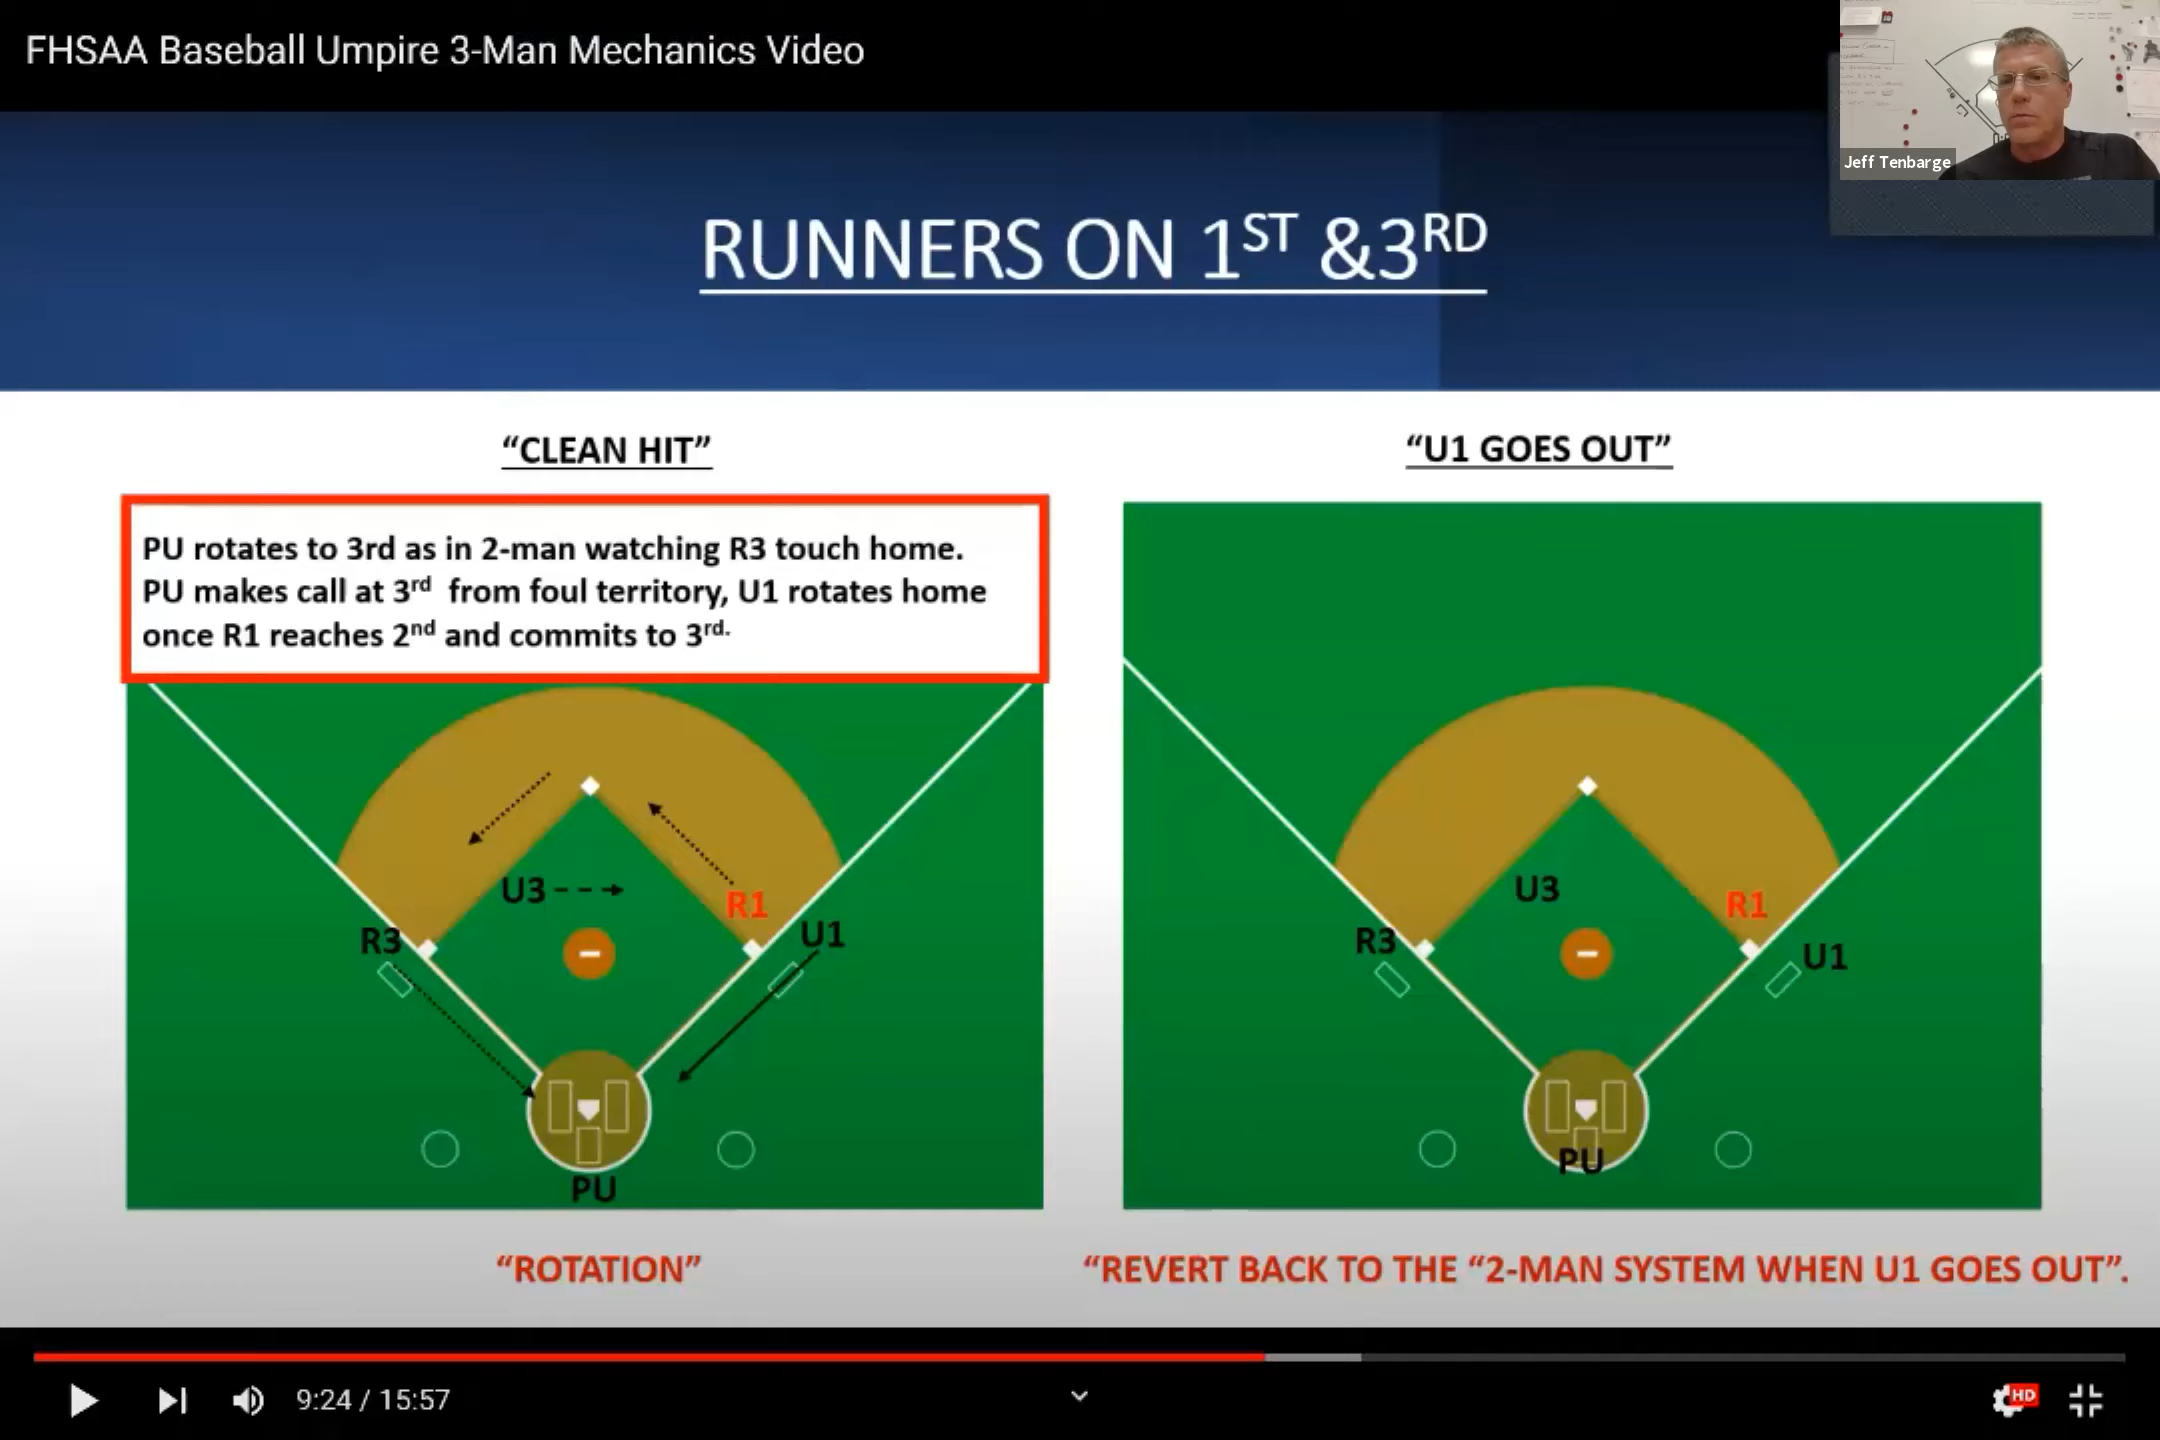 FHSAA Baseball Umpire 3-Man Mechanics Video
Jeff Tenbarge
RUNNERS ON 1ST &3RD
“CLEAN HIT”
PU rotates to 3rd as in 2-man watching R3 touch home.
PU makes call at 3rd from foul territory, U1 rotates home
once R1 reaches 2nd and commits to 3rd.
U3
R1
R3
U1
PU
“ROTATION”
“U1 GOES OUT”
U3
R1
R3
U1
PU
“REVERT BACK TO THE “2-MAN SYSTEM WHEN U1 GOES OUT”.
9:24 / 15:57
HD